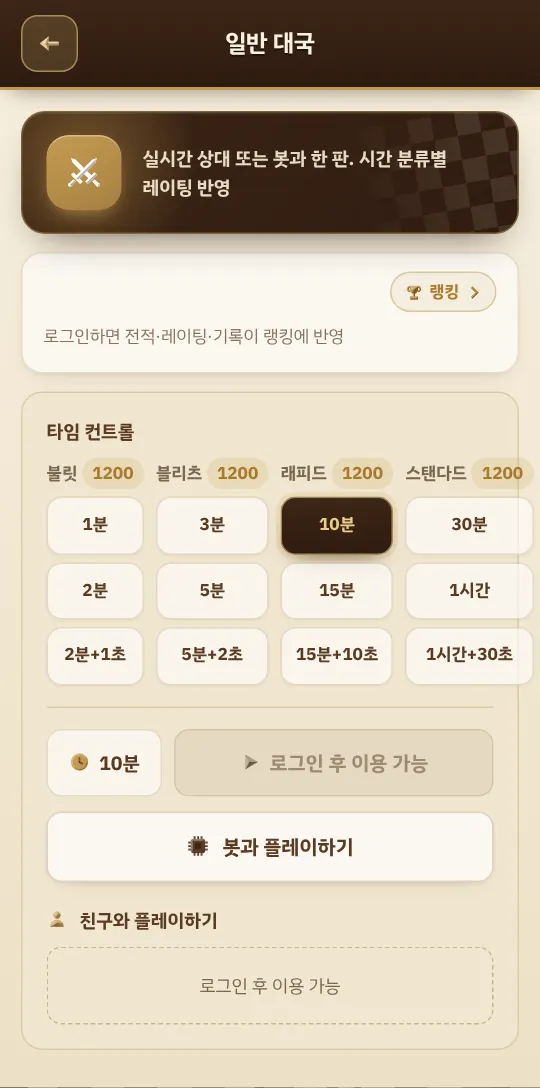 일반 대국
실시간 상대 또는 봇과 한 판. 시간 분류별
레이팅 반영
랭킹
로그인하면 전적·레이팅·기록이 랭킹에 반영
타임 컨트롤
불릿 1200 블리츠 1200 래피드 1200 스탠다드 1200
1분 3분 10분 30분
2분 5분 15분 1시간
2분+1초 5분+2초 15분+10초 1시간+30초
10분 로그인 후 이용 가능
봇과 플레이하기
친구와 플레이하기
로그인 후 이용 가능